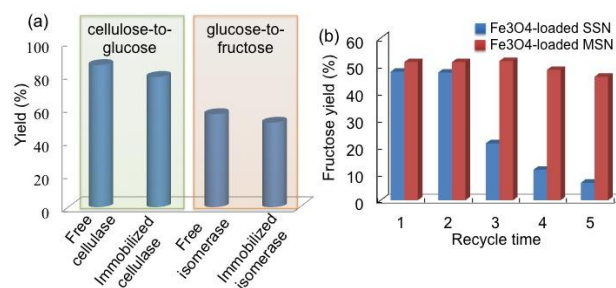 (a)
cellulose-to-
glucose
glucose-to-
fructose
Yield (%)
100
80
60
40
20
0
Free
cellulase
Immobilized
cellulase
Free
isomerase
Immobilized
isomerase
(b)
Fe3O4-loaded SSN
Fe3O4-loaded MSN
Fructose yield (%)
60
50
40
30
20
10
0
1 2 3 4 5
Recycle time